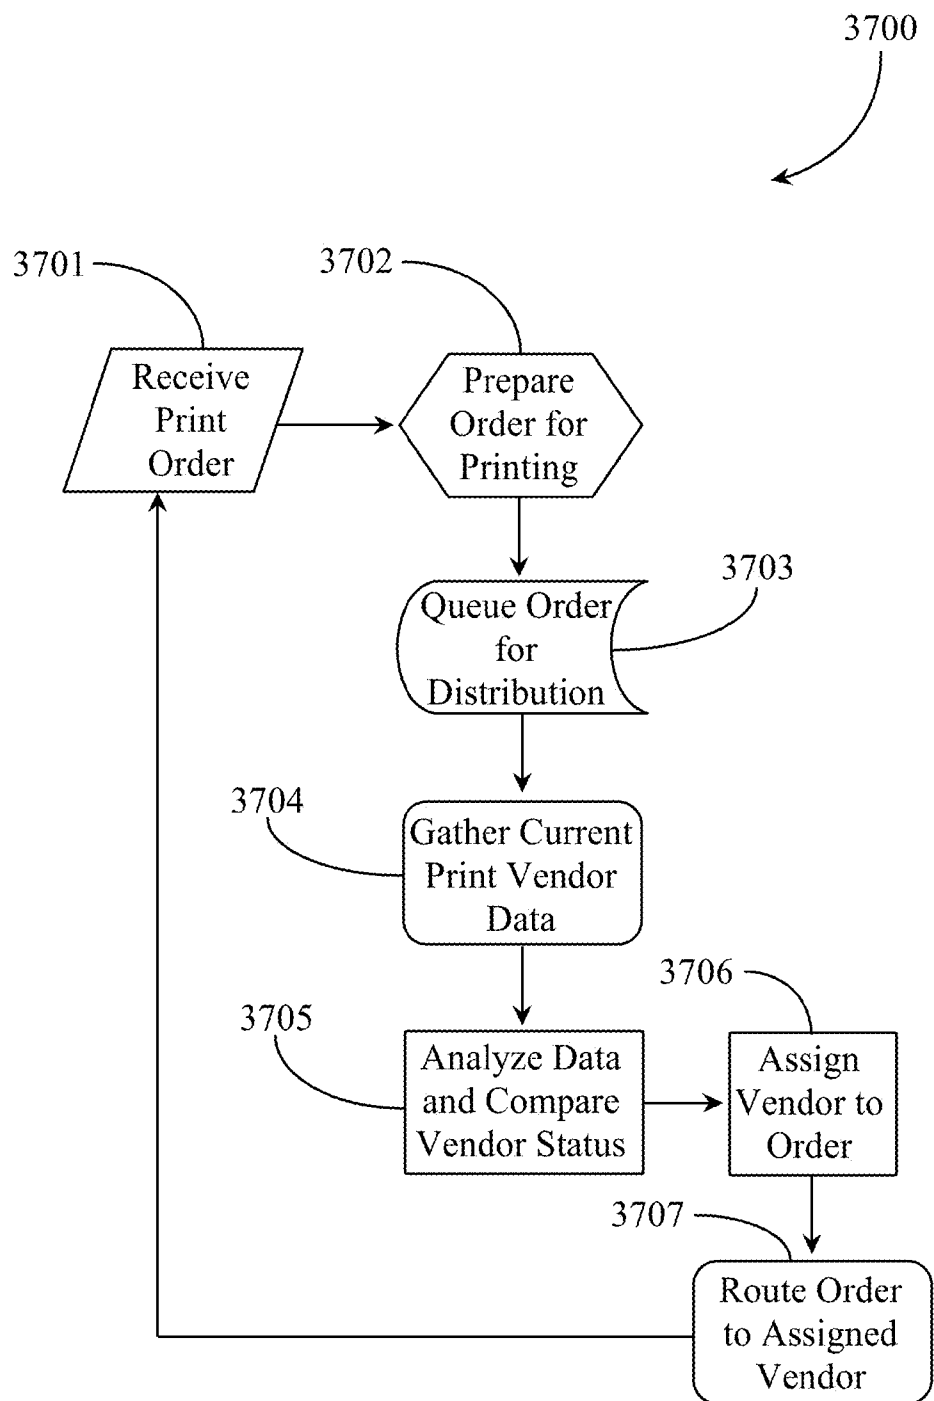 3700
3701
3702
Receive
Print
Order
Prepare
Order for
Printing
3703
Queue Order
for
Distribution
3704
Gather Current
Print Vendor
Data
3705
Analyze Data
and Compare
Vendor Status
3706
Assign
Vendor to
Order
3707
Route Order
to Assigned
Vendor